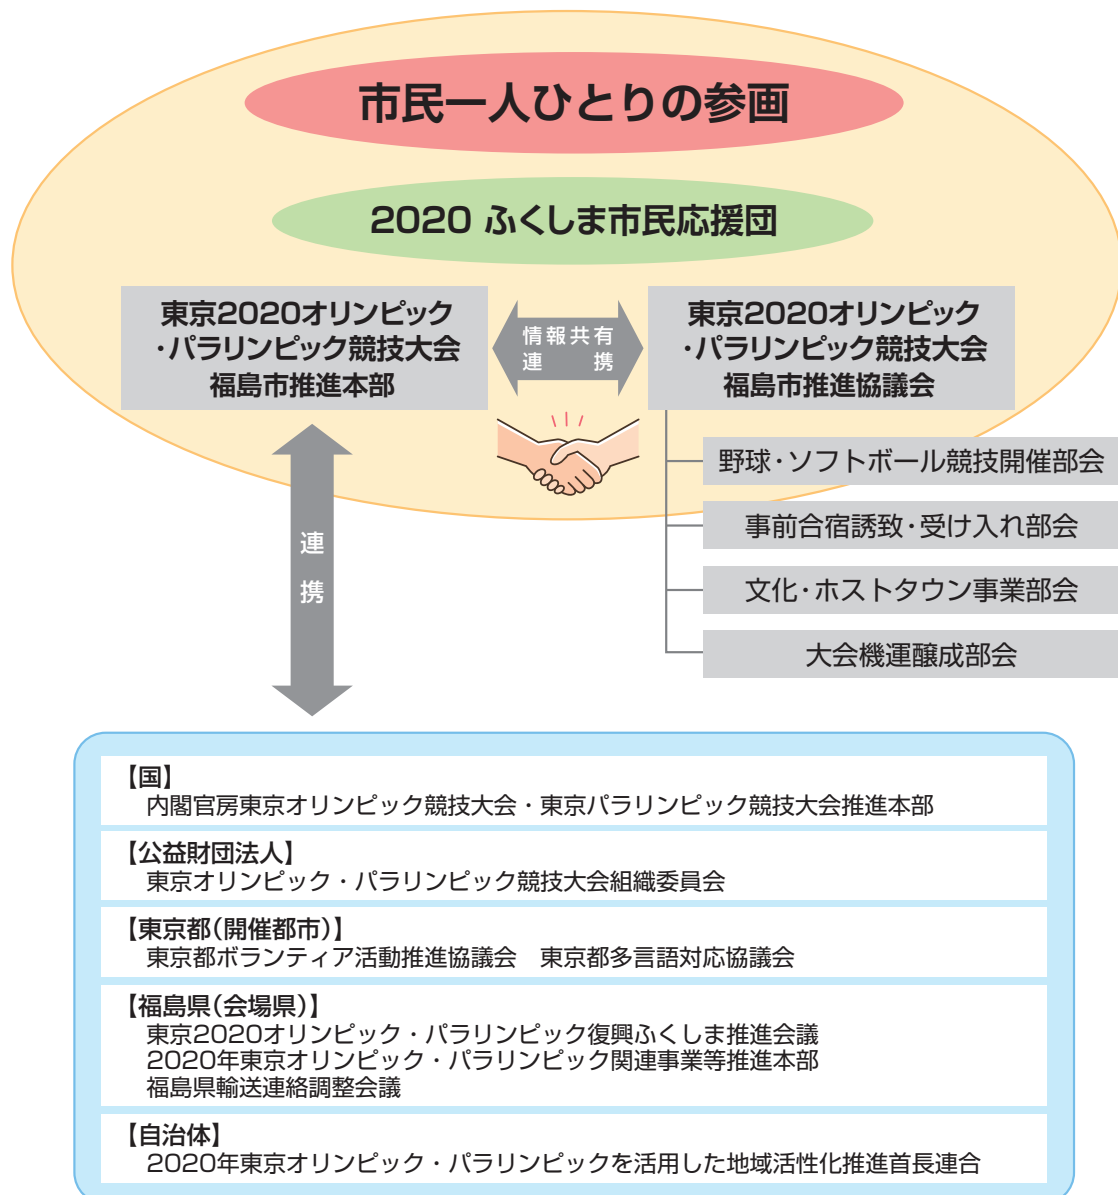 市民一人ひとりの参画
2020 ふくしま市民応援団
東京2020オリンピック
・パラリンピック競技大会
福島市推進本部
情報共有
連携
東京2020オリンピック
・パラリンピック競技大会
福島市推進協議会
野球・ソフトボール競技開催部会
事前合宿誘致・受け入れ部会
文化・ホストタウン事業部会
大会機運醸成部会
連携
【国】
内閣官房東京オリンピック競技大会・東京パラリンピック競技大会推進本部
【公益財団法人】
東京オリンピック・パラリンピック競技大会組織委員会
【東京都(開催都市)】
東京都ボランティア活動推進協議会　東京都多言語対応協議会
【福島県(会場県)】
東京2020オリンピック・パラリンピック復興ふくしま推進会議
2020年東京オリンピック・パラリンピック関連事業等推進本部
福島県輸送連絡調整会議
【自治体】
2020年東京オリンピック・パラリンピックを活用した地域活性化推進首長連合